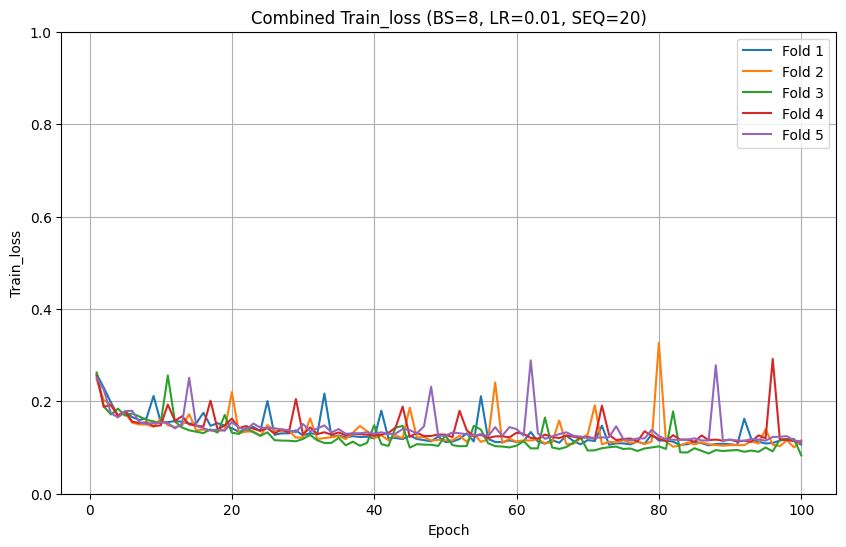 Combined Train_loss (BS=8, LR=0.01, SEQ=20)
1.0
0.8
0.6
0.4
0.2
0.0
Train_loss
Fold 1
Fold 2
Fold 3
Fold 4
Fold 5
0 20 40 60 80 100
Epoch